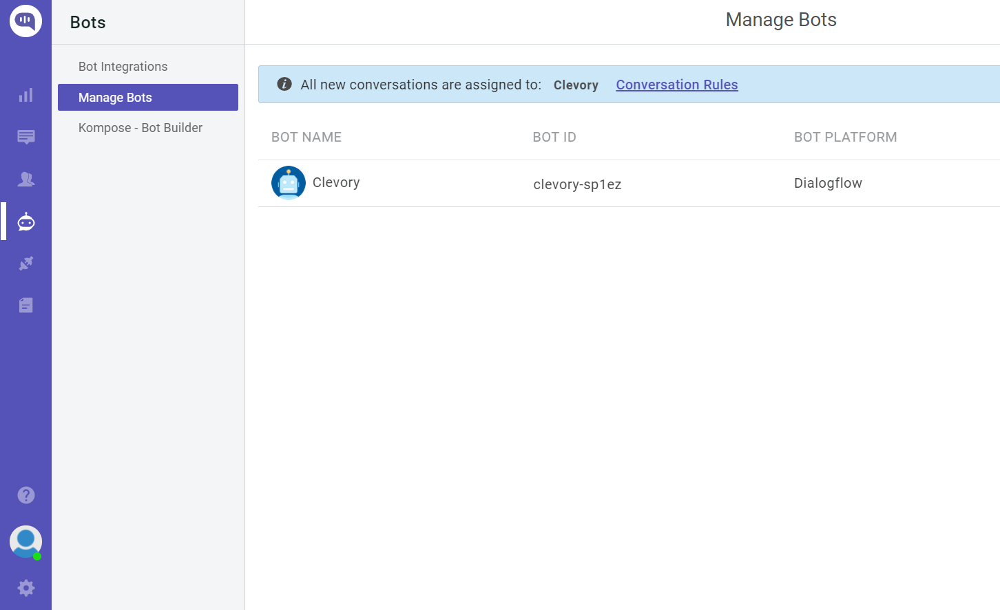 Bots
Manage Bots
Bot Integrations
Manage Bots
Kompose - Bot Builder
All new conversations are assigned to: Clevory Conversation Rules
BOT NAME BOT ID BOT PLATFORM
Clevory clevory-sp1ez Dialogflow